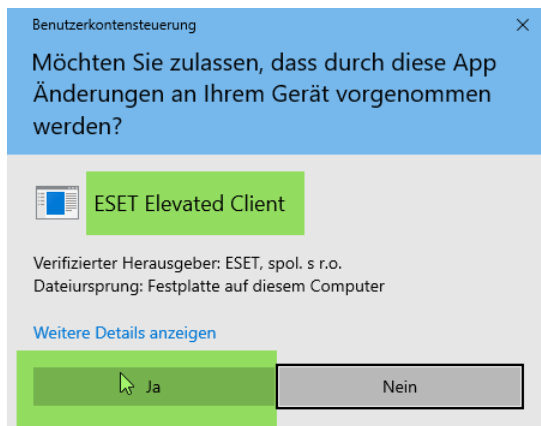 Benutzerkontensteuerung
Möchten Sie zulassen, dass durch diese App
Änderungen an Ihrem Gerät vorgenommen
werden?
ESET Elevated Client
Verifizierter Herausgeber: ESET, spol. s r.o.
Dateiursprung: Festplatte auf diesem Computer
Weitere Details anzeigen
Ja Nein